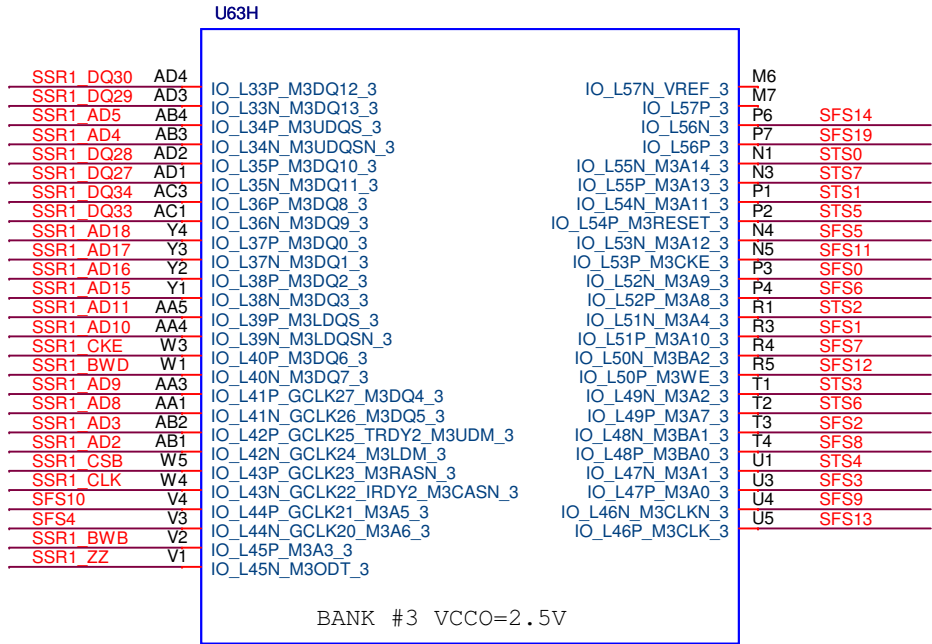 U63H
SSR1_DQ30 AD4 IO_L33P_M3DQ12_3 IO_L57N_VREF_3 M6
SSR1_DQ29 AD3 IO_L33N_M3DQ13_3 IO_L57P_3 M7
SSR1_AD5 AB4 IO_L34P_M3UDQS_3 IO_L56N_3 P6 SFS14
SSR1_AD4 AB3 IO_L34N_M3UDQSN_3 IO_L56P_3 P7 SFS19
SSR1_DQ28 AD2 IO_L35P_M3DQ10_3 IO_L55N_M3A14_3 N1 STS0
SSR1_DQ27 AD1 IO_L35N_M3DQ11_3 IO_L55P_M3A13_3 N3 STS7
SSR1_DQ34 AC3 IO_L36P_M3DQ8_3 IO_L54N_M3A11_3 P1 STS1
SSR1_DQ33 AC1 IO_L36N_M3DQ9_3 IO_L54P_M3RESET_3 P2 STS5
SSR1_AD18 Y4 IO_L37P_M3DQ0_3 IO_L53N_M3A12_3 N4 SFS5
SSR1_AD17 Y3 IO_L37N_M3DQ1_3 IO_L53P_M3CKE_3 N5 SFS11
SSR1_AD16 Y2 IO_L38P_M3DQ2_3 IO_L52N_M3A9_3 P3 SFS0
SSR1_AD15 Y1 IO_L38N_M3DQ3_3 IO_L52P_M3A8_3 P4 SFS6
SSR1_AD11 AA5 IO_L39P_M3LDQS_3 IO_L51N_M3A4_3 R1 STS2
SSR1_AD10 AA4 IO_L39N_M3LDQSN_3 IO_L51P_M3A10_3 R3 SFS1
SSR1_CKE W3 IO_L40P_M3DQ6_3 IO_L50N_M3BA2_3 R4 SFS7
SSR1_BWD W1 IO_L40N_M3DQ7_3 IO_L50P_M3WE_3 R5 SFS12
SSR1_AD9 AA3 IO_L41P_GCLK27_M3DQ4_3 IO_L49N_M3A2_3 T1 STS3
SSR1_AD8 AA1 IO_L41N_GCLK26_M3DQ5_3 IO_L49P_M3A7_3 T2 STS6
SSR1_AD3 AB2 IO_L42P_GCLK25_TRDY2_M3UDM_3 IO_L48N_M3BA1_3 T3 SFS2
SSR1_AD2 AB1 IO_L42N_GCLK24_M3LDM_3 IO_L48P_M3BA0_3 T4 SFS8
SSR1_CSB W5 IO_L43P_GCLK23_M3RASN_3 IO_L47N_M3A1_3 U1 STS4
SSR1_CLK W4 IO_L43N_GCLK22_IRDY2_M3CASN_3 IO_L47P_M3A0_3 U3 SFS3
SFS10 V4 IO_L44P_GCLK21_M3A5_3 IO_L46N_M3CLKN_3 U4 SFS9
SFS4 V3 IO_L44N_GCLK20_M3A6_3 IO_L46P_M3CLK_3 U5 SFS13
SSR1_BWB V2 IO_L45P_M3A3_3
SSR1_ZZ V1 IO_L45N_M3ODT_3
BANK #3 VCCO=2.5V